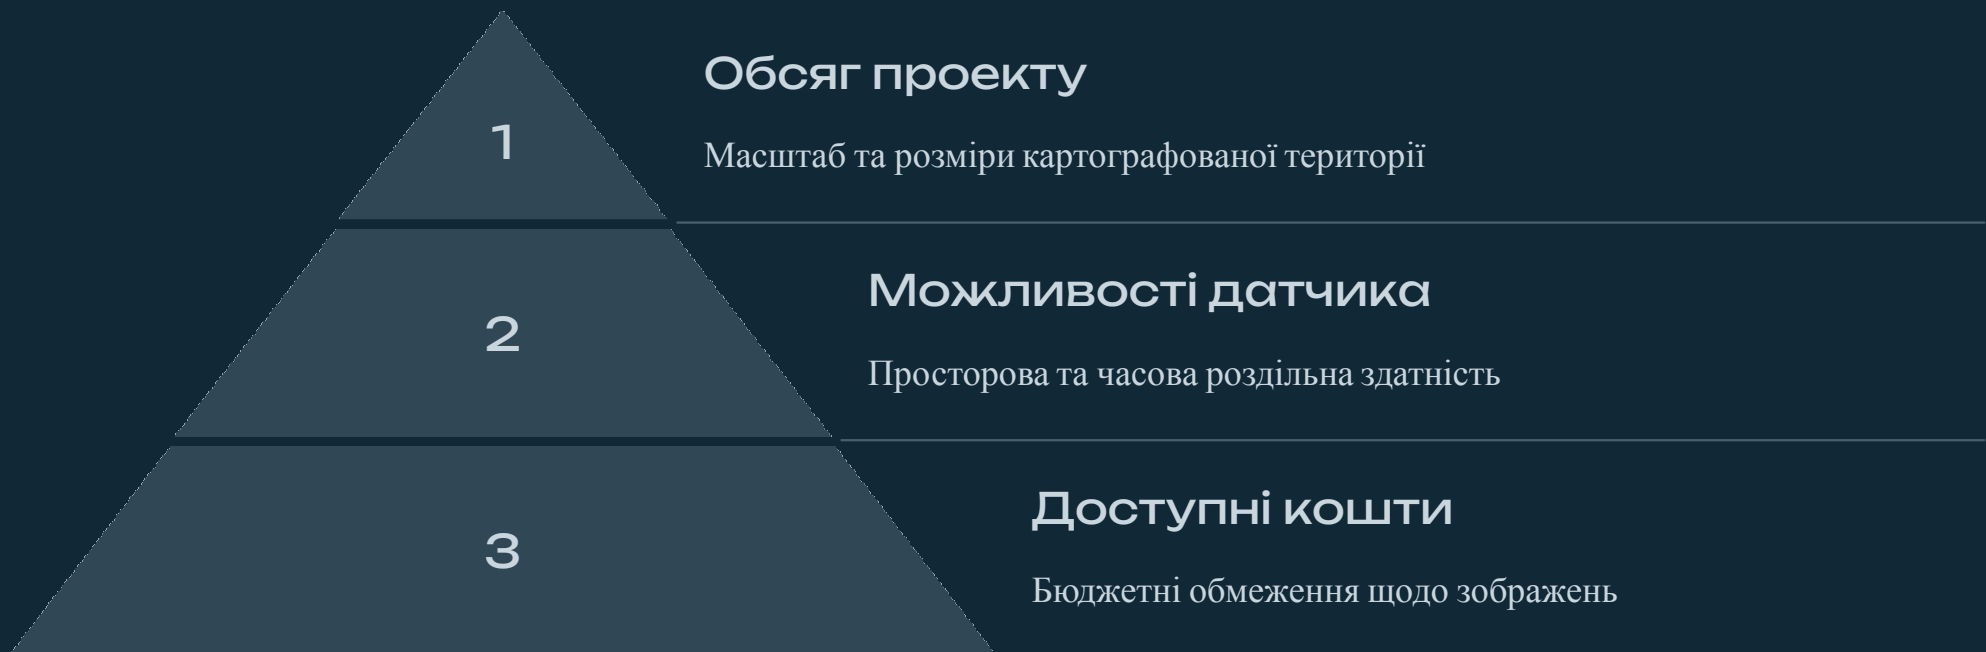 1
Обсяг проекту
Масштаб та розміри картографованої території
2
Можливості датчика
Просторова та часова роздільна здатність
3
Доступні кошти
Бюджетні обмеження щодо зображень